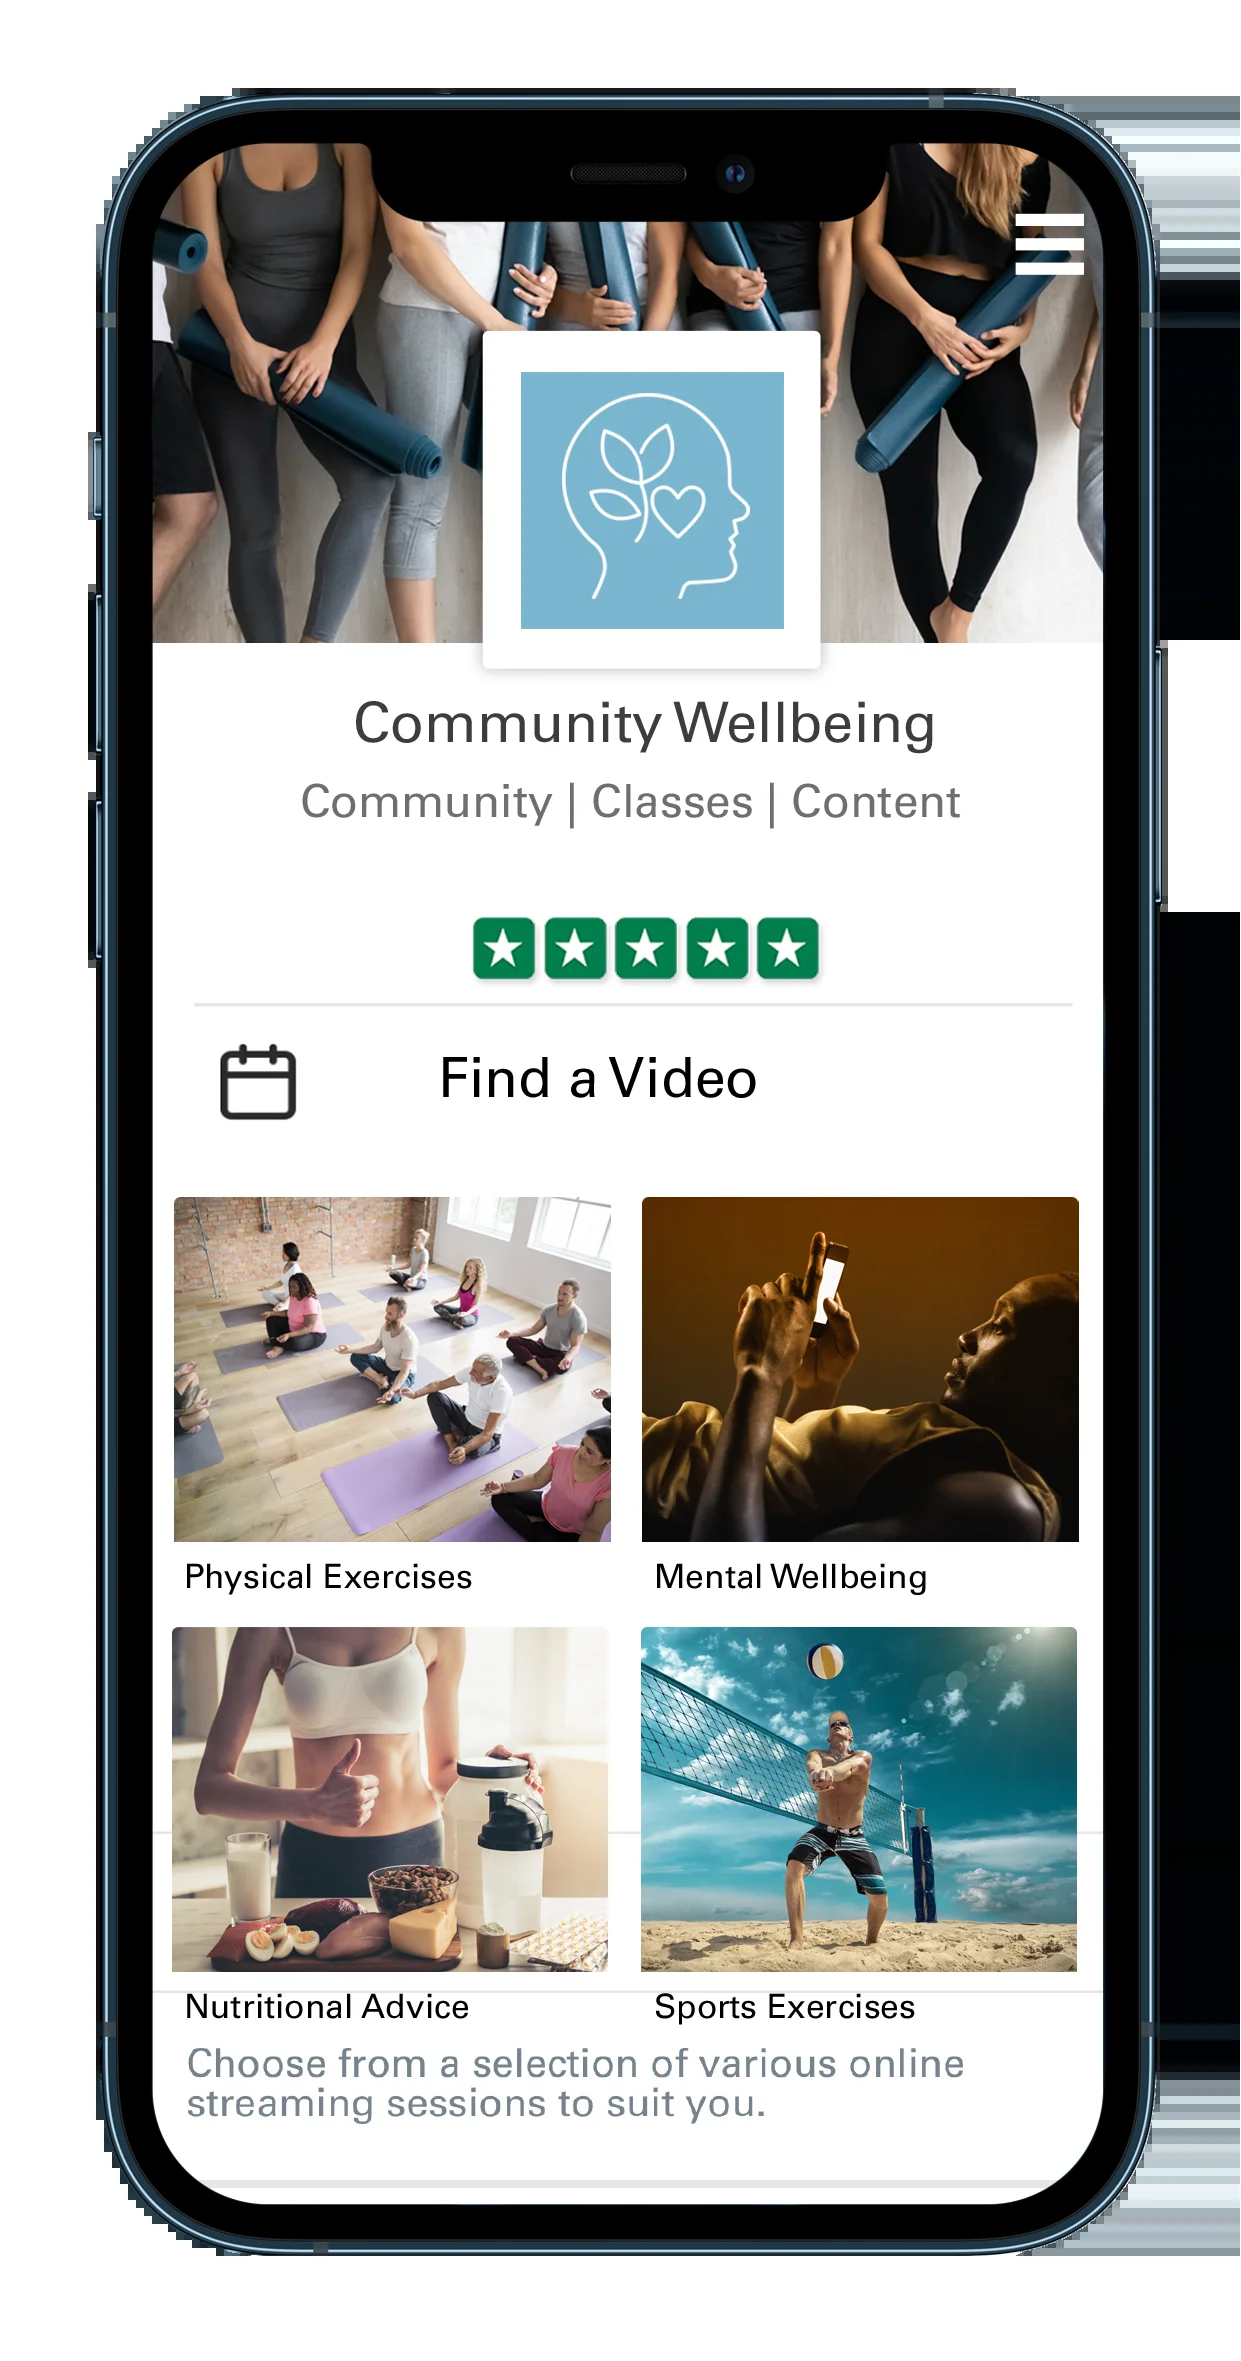 Community Wellbeing
Community | Classes | Content
Find a Video
Physical Exercises
Mental Wellbeing
Nutritional Advice
Sports Exercises
Choose from a selection of various online
streaming sessions to suit you.